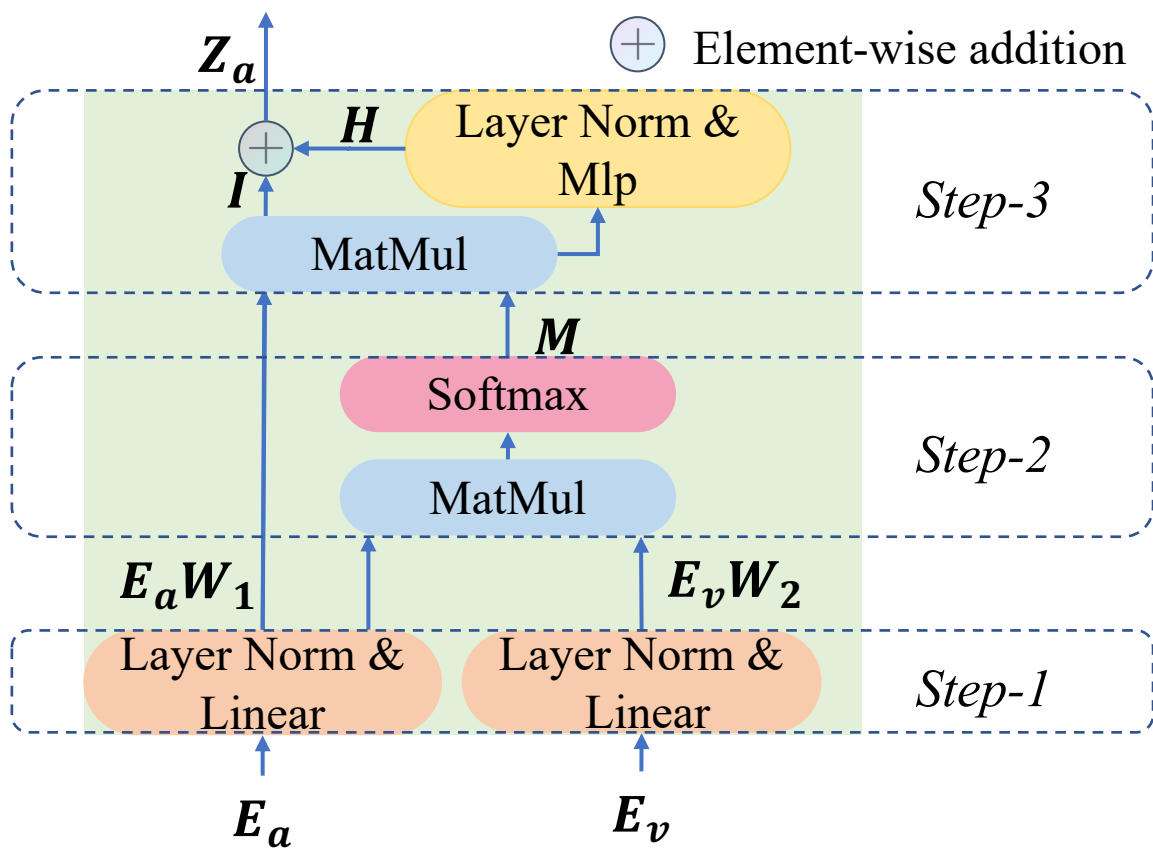 Z_a
Element-wise addition
H
Layer Norm &
Mlp
I
Step-3
MatMul
M
Softmax
Step-2
MatMul
E_aW_1
E_vW_2
Layer Norm &
Linear
Layer Norm &
Linear
Step-1
E_a
E_v